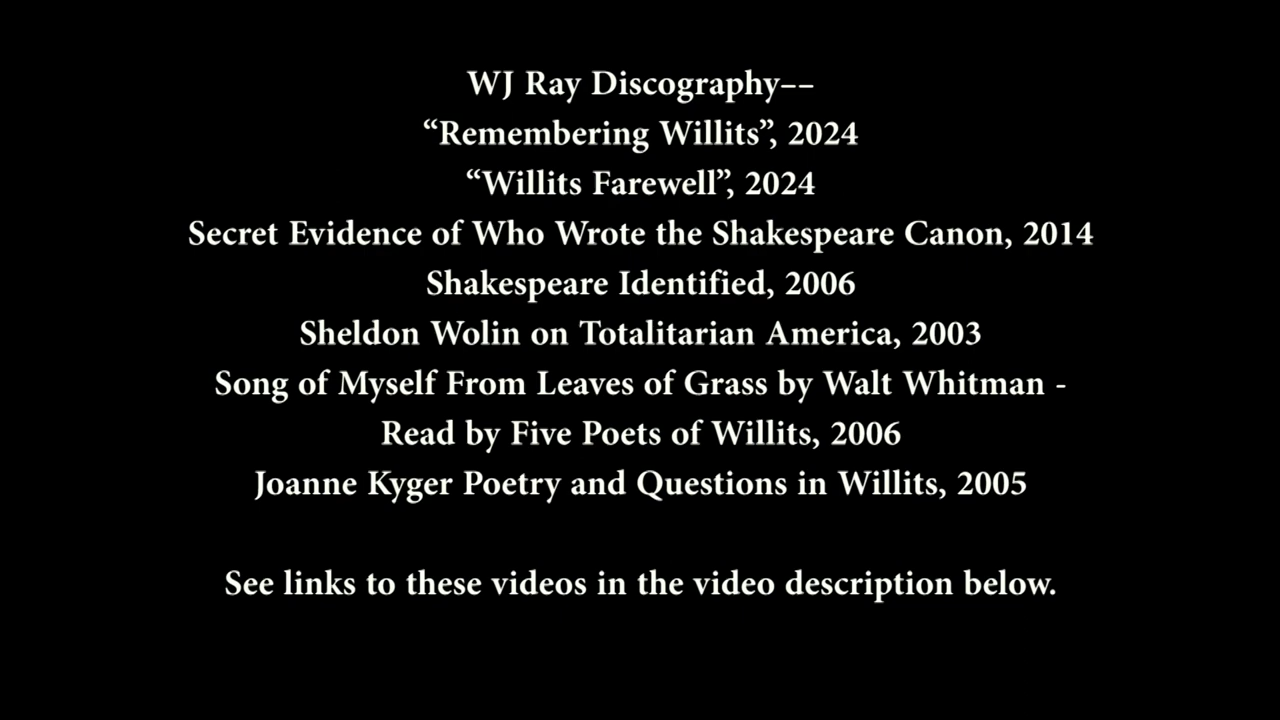 WJ Ray Discography––
“Remembering Willits”, 2024
“Willits Farewell”, 2024
Secret Evidence of Who Wrote the Shakespeare Canon, 2014
Shakespeare Identified, 2006
Sheldon Wolin on Totalitarian America, 2003
Song of Myself From Leaves of Grass by Walt Whitman -
Read by Five Poets of Willits, 2006
Joanne Kyger Poetry and Questions in Willits, 2005
See links to these videos in the video description below.